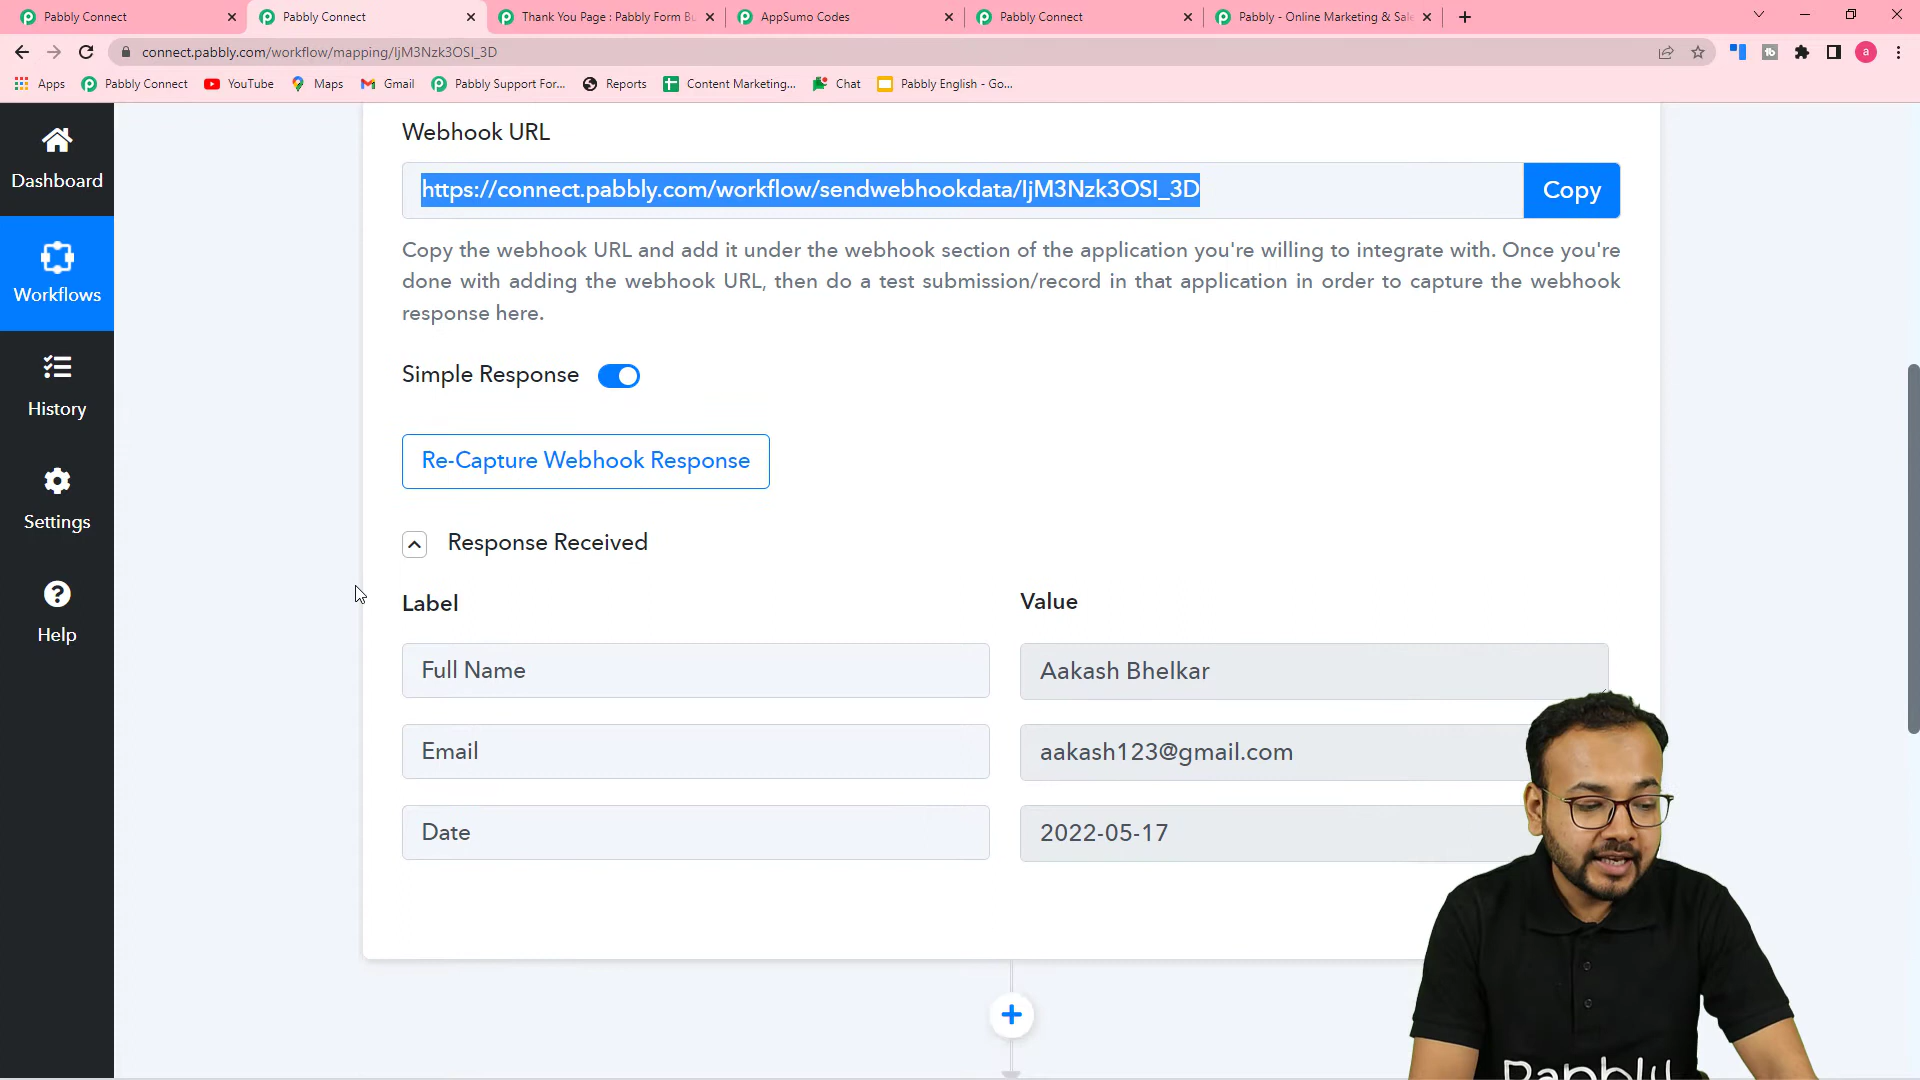 Pabbly Connect
Pabbly Connect
Thank You Page : Pabbly Form Bu
AppSumo Codes
Pabbly Connect
Pabbly - Online Marketing & Sale
connect.pabbly.com/workflow/mapping/IjM3Nzk3OSI_3D
Apps
Pabbly Connect
YouTube
Maps
Gmail
Pabbly Support For...
Reports
Content Marketing...
Chat
Pabbly English - Go...
a
Dashboard
Workflows
History
Settings
Help
Webhook URL
https://connect.pabbly.com/workflow/sendwebhookdata/IjM3Nzk3OSI_3D
Copy
Copy the webhook URL and add it under the webhook section of the application you're willing to integrate with. Once you're
done with adding the webhook URL, then do a test submission/record in that application in order to capture the webhook
response here.
Simple Response
Re-Capture Webhook Response
Response Received
Label
Value
Full Name
Aakash Bhelkar
Email
aakash123@gmail.com
Date
2022-05-17
Pabbly